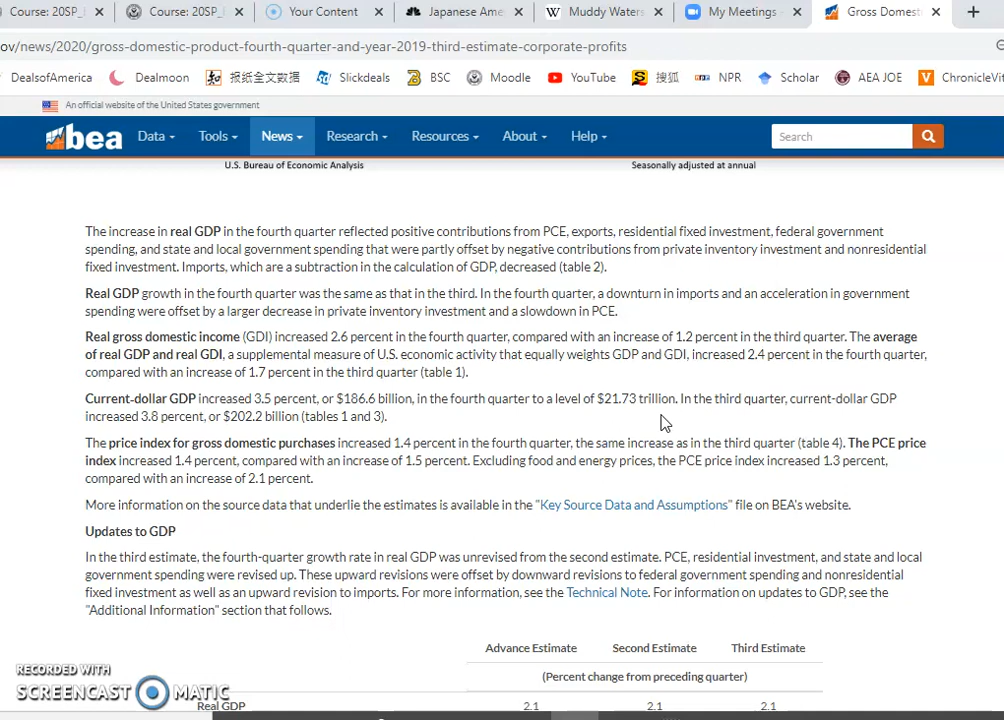 Course: 20SP_
Course: 20SP_
Your Content
Japanese Ame
Muddy Waters
My Meetings
Gross Domest
ov/news/2020/gross-domestic-product-fourth-quarter-and-year-2019-third-estimate-corporate-profits
DealsofAmerica
Dealmoon
报纸全文数据
Slickdeals
BSC
Moodle
YouTube
搜狐
NPR
Scholar
AEA JOE
ChronicleVit
An official website of the United States government
bea
Data
Tools
News
Research
Resources
About
Help
Search
U.S. Bureau of Economic Analysis
Seasonally adjusted at annual
The increase in real GDP in the fourth quarter reflected positive contributions from PCE, exports, residential fixed investment, federal government
spending, and state and local government spending that were partly offset by negative contributions from private inventory investment and nonresidential
fixed investment. Imports, which are a subtraction in the calculation of GDP, decreased (table 2).
Real GDP growth in the fourth quarter was the same as that in the third. In the fourth quarter, a downturn in imports and an acceleration in government
spending were offset by a larger decrease in private inventory investment and a slowdown in PCE.
Real gross domestic income (GDI) increased 2.6 percent in the fourth quarter, compared with an increase of 1.2 percent in the third quarter. The average
of real GDP and real GDI, a supplemental measure of U.S. economic activity that equally weights GDP and GDI, increased 2.4 percent in the fourth quarter,
compared with an increase of 1.7 percent in the third quarter (table 1).
Current-dollar GDP increased 3.5 percent, or $186.6 billion, in the fourth quarter to a level of $21.73 trillion. In the third quarter, current-dollar GDP
increased 3.8 percent, or $202.2 billion (tables 1 and 3).
The price index for gross domestic purchases increased 1.4 percent in the fourth quarter, the same increase as in the third quarter (table 4). The PCE price
index increased 1.4 percent, compared with an increase of 1.5 percent. Excluding food and energy prices, the PCE price index increased 1.3 percent,
compared with an increase of 2.1 percent.
More information on the source data that underlie the estimates is available in the "Key Source Data and Assumptions" file on BEA's website.
Updates to GDP
In the third estimate, the fourth-quarter growth rate in real GDP was unrevised from the second estimate. PCE, residential investment, and state and local
government spending were revised up. These upward revisions were offset by downward revisions to federal government spending and nonresidential
fixed investment as well as an upward revision to imports. For more information, see the Technical Note. For information on updates to GDP, see the
"Additional Information" section that follows.
Advance Estimate
Second Estimate
Third Estimate
(Percent change from preceding quarter)
Real GDP
2.1
2.1
2.1
RECORDED WITH
SCREENCAST MATIC